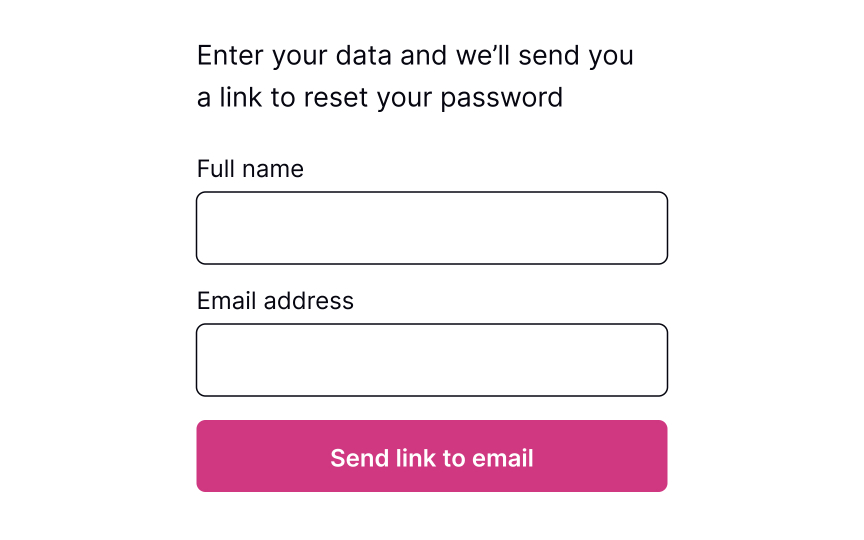 Enter your data and we’ll send you
a link to reset your password
Full name
Email address
Send link to email